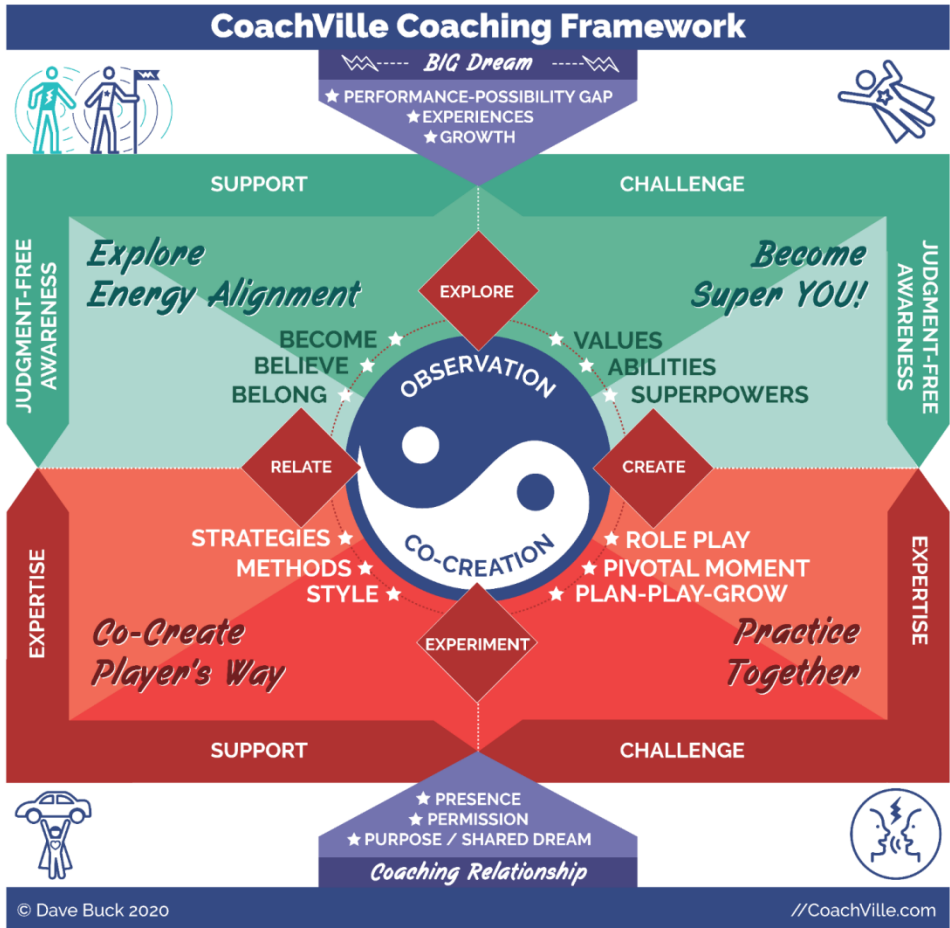 CoachVille Coaching Framework
BIG Dream
PERFORMANCE-POSSIBILITY GAP
EXPERIENCES
GROWTH
SUPPORT
CHALLENGE
JUDGMENT-FREE
AWARENESS
Explore
Energy Alignment
Become
Super YOU!
JUDGMENT-FREE
AWARENESS
EXPLORE
BECOME
BELIEVE
BELONG
VALUES
ABILITIES
SUPERPOWERS
OBSERVATION
RELATE
CREATE
CO-CREATION
STRATEGIES
METHODS
STYLE
ROLE PLAY
PIVOTAL MOMENT
PLAN-PLAY-GROW
EXPERTISE
EXPERTISE
Co-Create
Player's Way
EXPERIMENT
Practice
Together
SUPPORT
CHALLENGE
PRESENCE
PERMISSION
PURPOSE / SHARED DREAM
Coaching Relationship
© Dave Buck 2020
//CoachVille.com